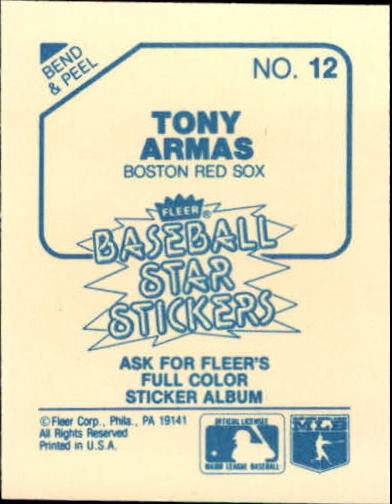 BEND
& PEEL
NO. 12
TONY
ARMAS
BOSTON RED SOX
FLEER®
BASEBALL
STAR
STICKERS
ASK FOR FLEER'S
FULL COLOR
STICKER ALBUM
©Fleer Corp., Phila., PA 19141
All Rights Reserved
Printed in U.S.A.
OFFICIAL LICENSEE
MAJOR LEAGUE BASEBALL
MLB